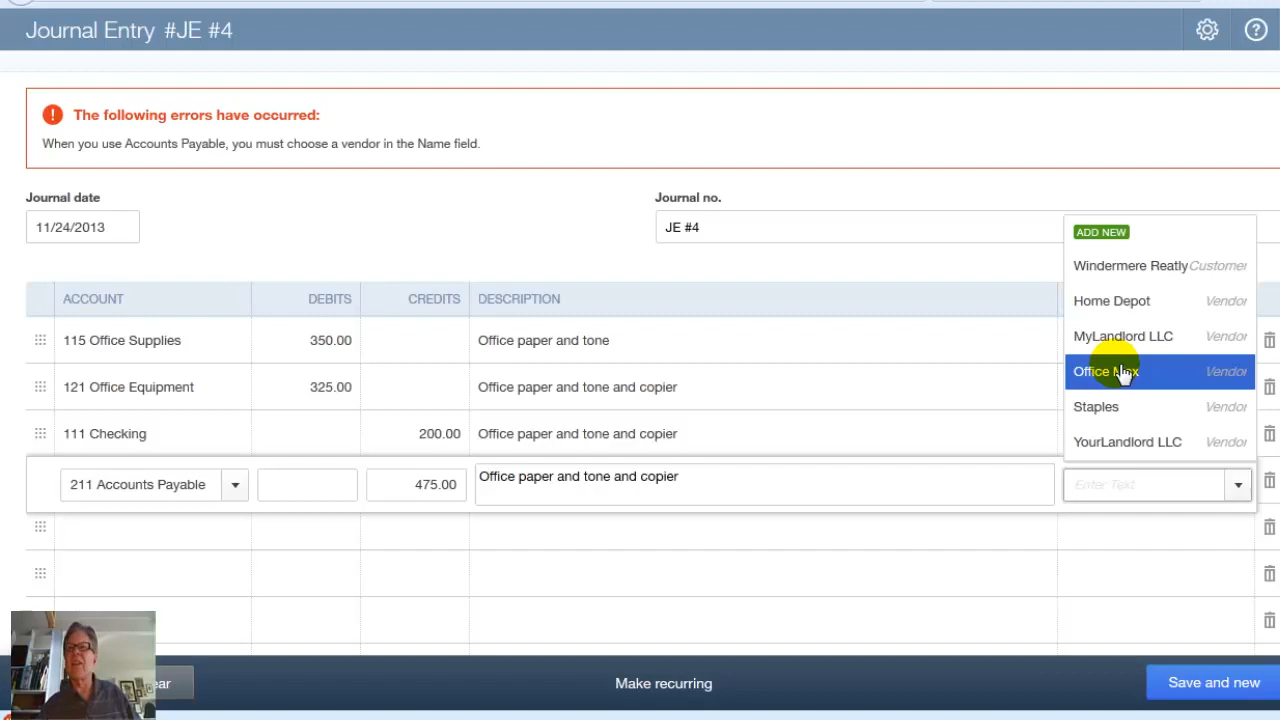 Journal Entry #JE #4
The following errors have occurred:
When you use Accounts Payable, you must choose a vendor in the Name field.
Journal date
Journal no.
11/24/2013
JE #4
ADD NEW
Windermere Reatly Customer
Home Depot Vendor
MyLandlord LLC Vendor
Office Max Vendor
Staples Vendor
YourLandlord LLC Vendor
ACCOUNT DEBITS CREDITS DESCRIPTION
115 Office Supplies 350.00 Office paper and tone
121 Office Equipment 325.00 Office paper and tone and copier
111 Checking 200.00 Office paper and tone and copier
211 Accounts Payable 475.00 Office paper and tone and copier
Enter Text
Make recurring
Save and new